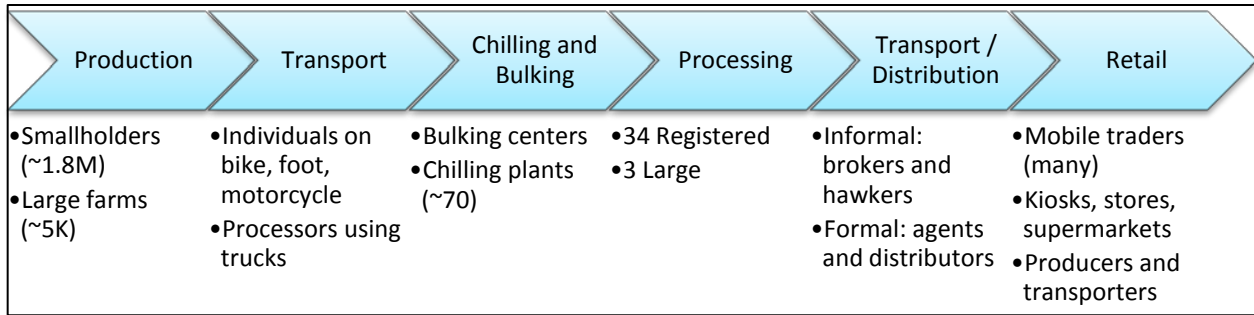 Production
Transport
Chilling and
Bulking
Processing
Transport /
Distribution
Retail
•Smallholders
(~1.8M)
•Large farms
(~5K)
•Individuals on
bike, foot,
motorcycle
•Processors using
trucks
•Bulking centers
•Chilling plants
(~70)
•34 Registered
•3 Large
•Informal:
brokers and
hawkers
•Formal: agents
and distributors
•Mobile traders
(many)
•Kiosks, stores,
supermarkets
•Producers and
transporters